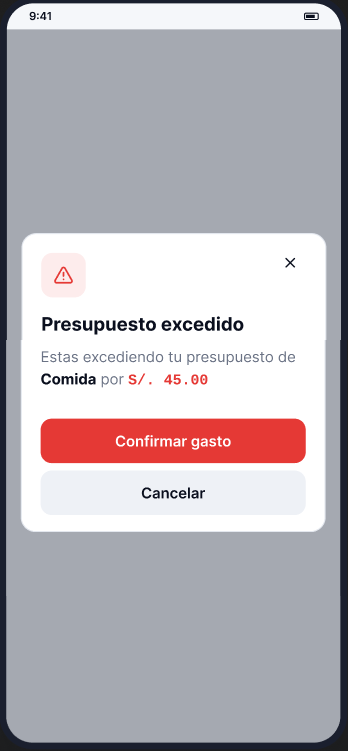 9:41
Presupuesto excedido
Estas excediendo tu presupuesto de
Comida por S/. 45.00
Confirmar gasto
Cancelar